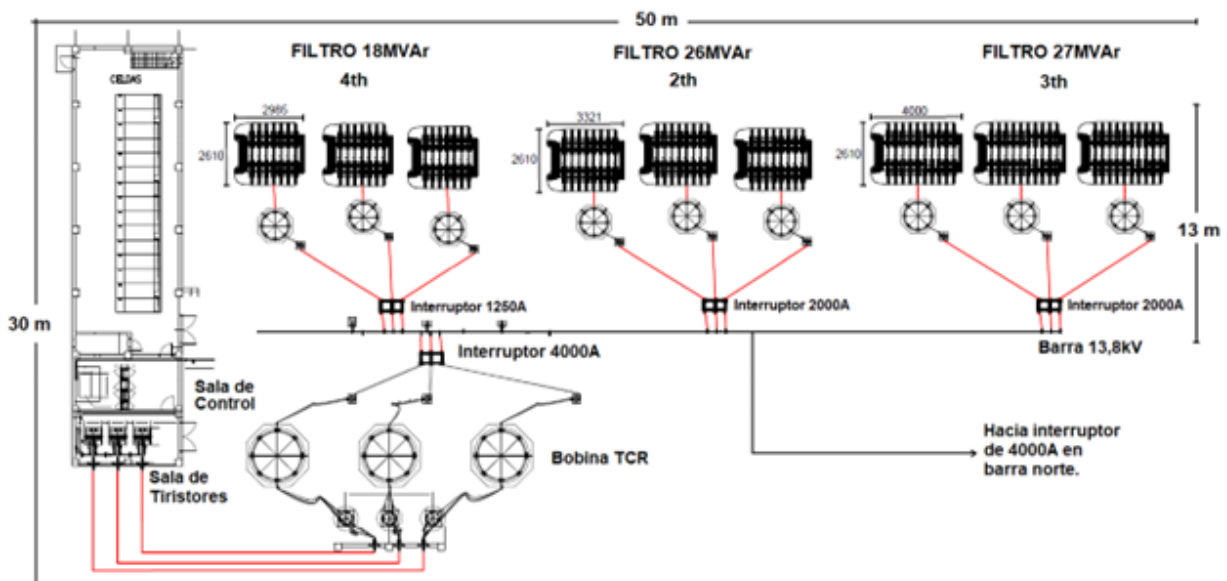 50 m
FILTRO 18MVAr
4th
FILTRO 26MVAr
2th
FILTRO 27MVAr
3th
CELDAS
2985
3321
4000
2610
2610
2610
13 m
Interruptor 1250A
Interruptor 2000A
Interruptor 2000A
30 m
Interruptor 4000A
Barra 13,8kV
Sala de
Control
Bobina TCR
Hacia interruptor
de 4000A en
barra norte.
Sala de
Tiristores